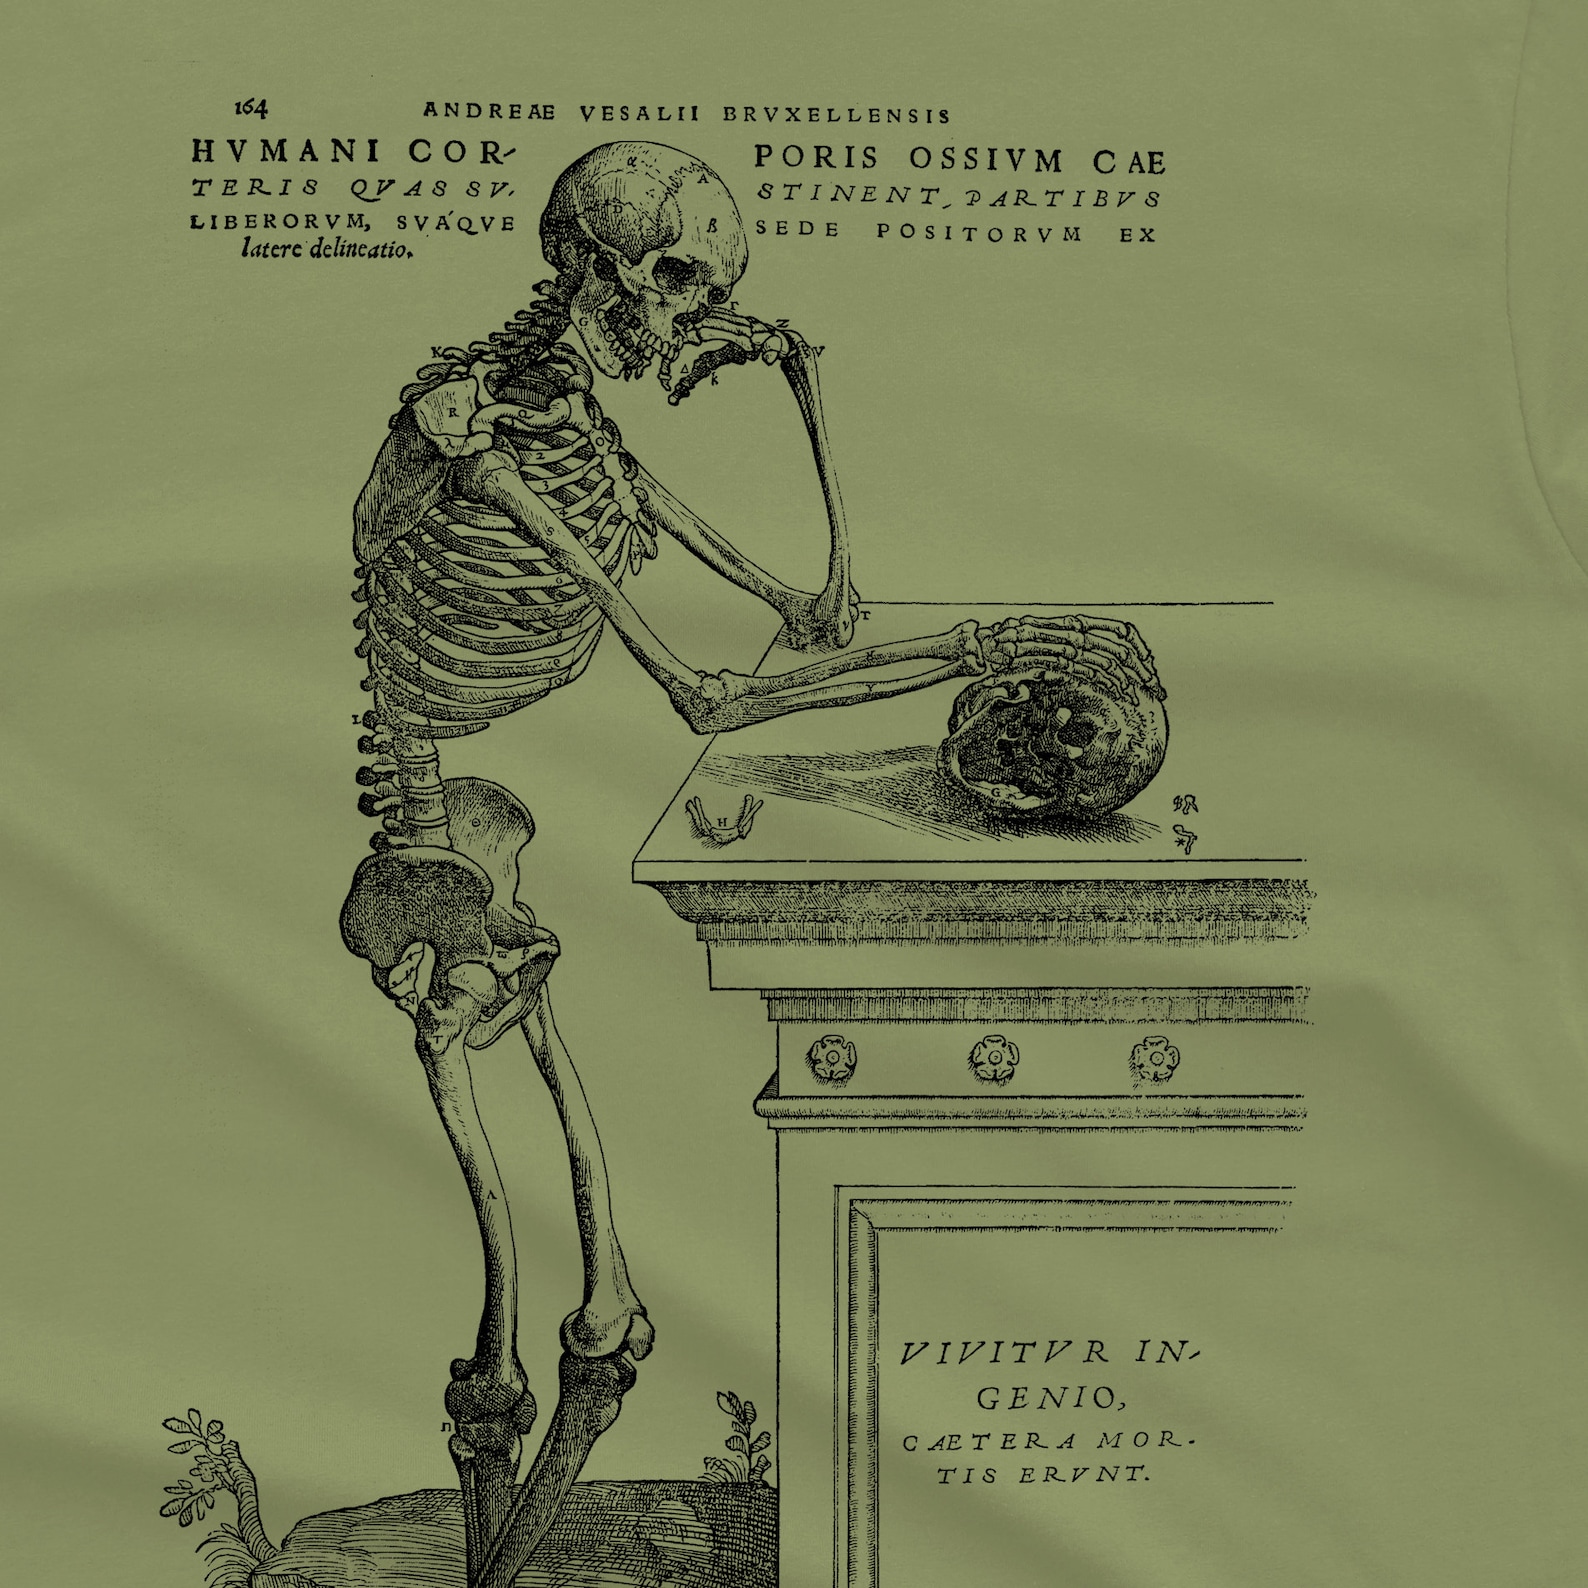 164 ANDREAE VESALII BRVXELLENSIS
HVMANI COR- PORIS OSSIVM CAE
TERIS QVAS SV. STINENT, PARTIBVS
LIBERORVM, SVÁQVE SEDE POSITORVM EX
latere delineatio.
VIVITVR IN-
GENIO,
CÆTERA MOR-
TIS ERVNT.